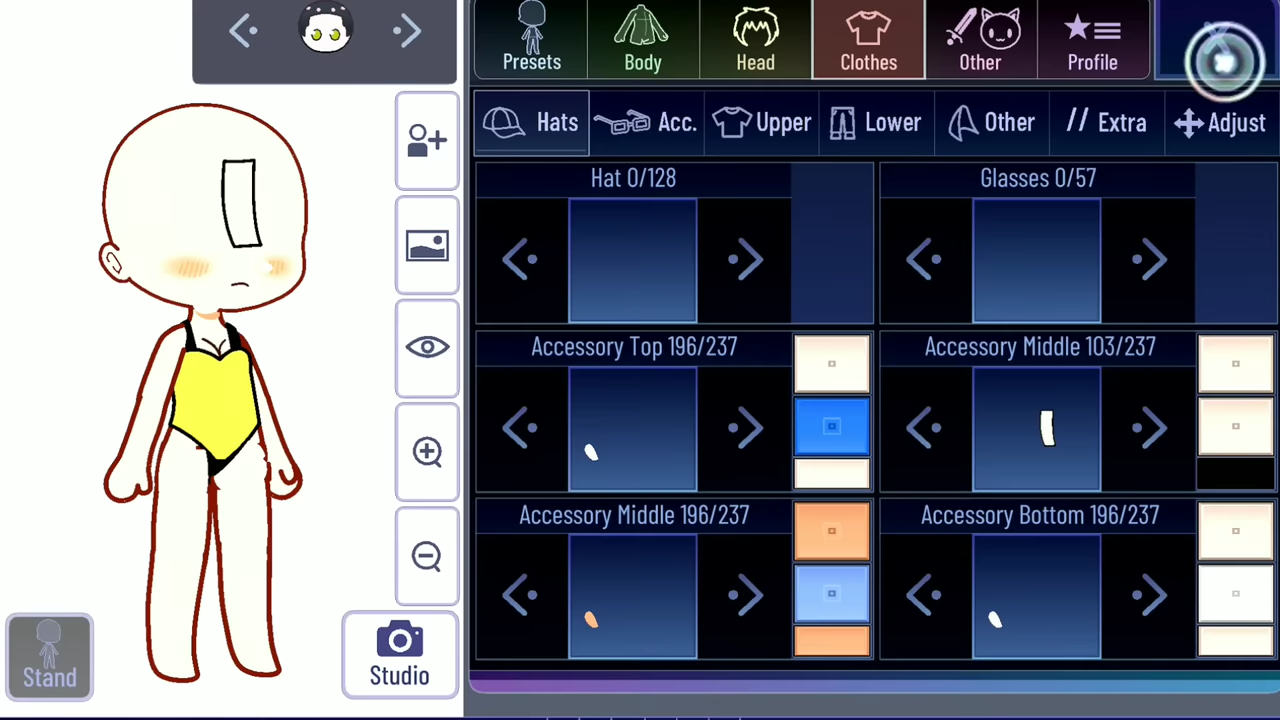 Presets
Body
Head
Clothes
Other
Profile
Hats
Acc.
Upper
Lower
Other
Extra
Adjust
Hat 0/128
Glasses 0/57
Accessory Top 196/237
Accessory Middle 103/237
Accessory Middle 196/237
Accessory Bottom 196/237
Stand
Studio